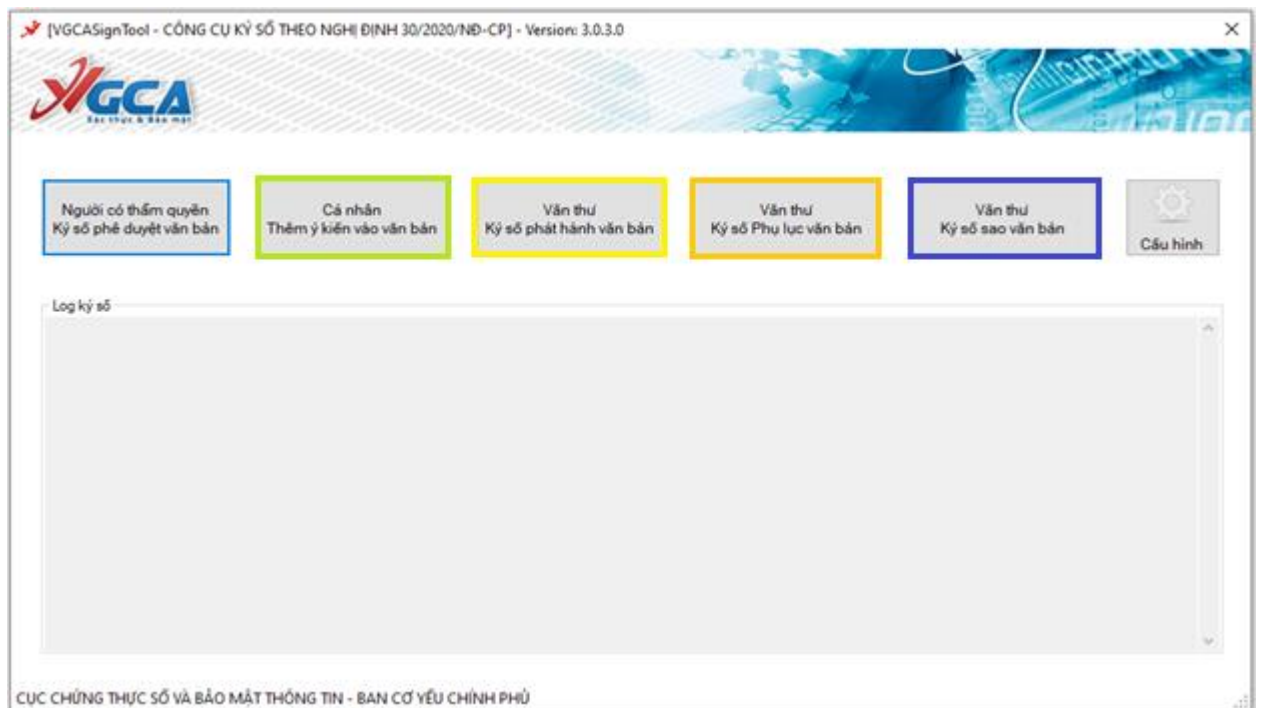 [VGCASignTool - CÔNG CỤ KÝ SỐ THEO NGHỊ ĐỊNH 30/2020/NĐ-CP] - Version: 3.0.3.0
VGCA
Xác thực & Bảo mật
Người có thẩm quyền
Ký số phê duyệt văn bản
Cá nhân
Thêm ý kiến vào văn bản
Văn thư
Ký số phát hành văn bản
Văn thư
Ký số Phụ lục văn bản
Văn thư
Ký số sao văn bản
Cấu hình
Log ký số
CỤC CHỨNG THỰC SỐ VÀ BẢO MẬT THÔNG TIN - BAN CƠ YẾU CHÍNH PHỦ